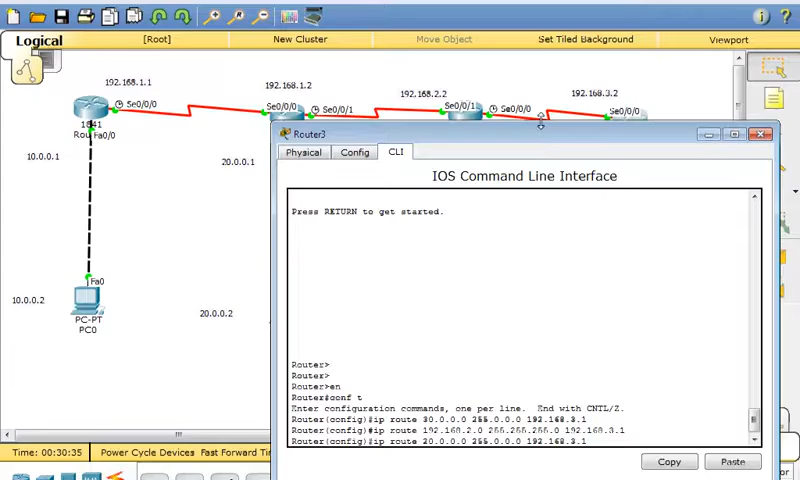 Logical
[Root]
New Cluster
Move Object
Set Tiled Background
Viewport
192.168.1.1
192.168.1.2
192.168.2.2
192.168.3.2
Se0/0/0
Se0/0/0
Se0/0/1
Se0/0/1
Se0/0/0
Se0/0/0
1841
Rou
Fa0/0
10.0.0.1
20.0.0.1
Fa0
10.0.0.2
20.0.0.2
PC-PT
PC0
Router3
Physical
Config
CLI
IOS Command Line Interface
Press RETURN to get started.
Router>
Router>
Router>en
Router#conf t
Enter configuration commands, one per line.  End with CNTL/Z.
Router(config)#ip route 30.0.0.0 255.0.0.0 192.168.3.1
Router(config)#ip route 192.168.2.0 255.255.255.0 192.168.3.1
Router(config)#ip route 20.0.0.0 255.0.0.0 192.168.3.1
Copy
Paste
Time: 00:30:35
Power Cycle Devices
Fast Forward Tim